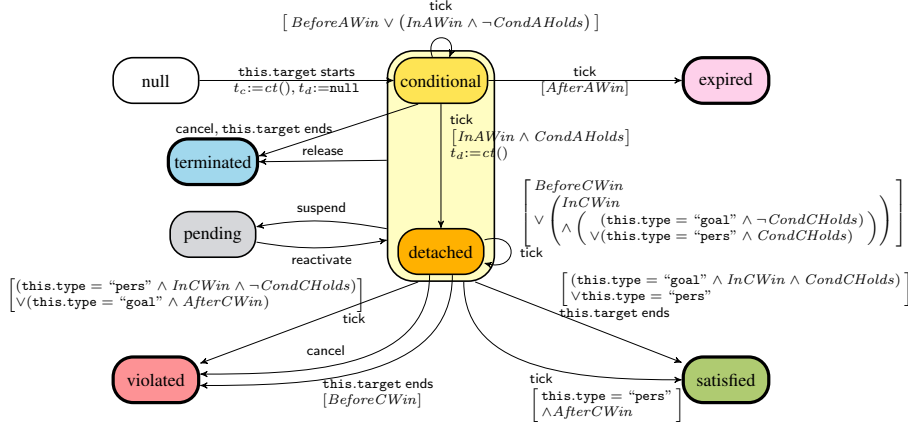 tick
[ BeforeAWin ∨ (InAWin ∧ ¬CondAHolds) ]
null
this.target starts
t_c:=ct(), t_d:=null
conditional
tick
[AfterAWin]
expired
cancel, this.target ends
terminated
release
tick
[InAWin ∧ CondAHolds]
t_d:=ct()
pending
suspend
reactivate
detached
tick
[ BeforeCWin
∨ ( InCWin
∧ ( (this.type = “goal” ∧ ¬CondCHolds)
∨(this.type = “pers” ∧ CondCHolds) ) ) ]
[ (this.type = “pers” ∧ InCWin ∧ ¬CondCHolds)
∨(this.type = “goal” ∧ AfterCWin) ]
tick
[ (this.type = “goal” ∧ InCWin ∧ CondCHolds)
∨this.type = “pers” ]
this.target ends
violated
cancel
this.target ends
[BeforeCWin]
tick
[ this.type = “pers”
∧AfterCWin ]
satisfied